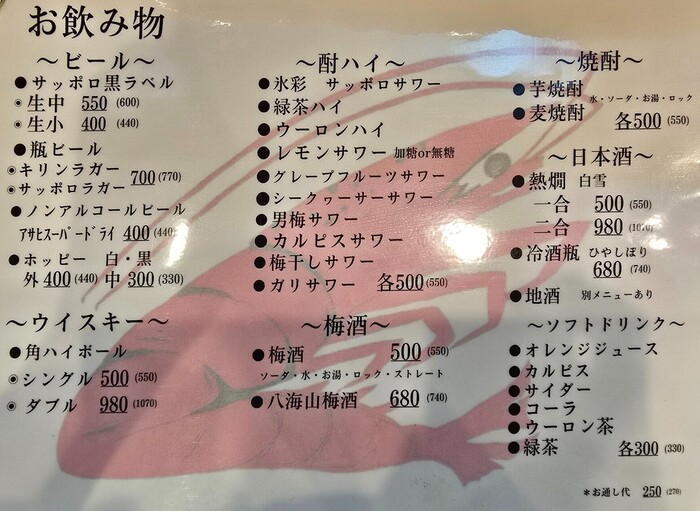 お飲み物
～ビール～
●サッポロ黒ラベル
◉生中 550 (600)
◉生小 400 (440)
●瓶ビール
◉キリンラガー
◉サッポロラガー 700 (770)
●ノンアルコールビール
アサヒスーパードライ 400 (440)
●ホッピー 白・黒
外 400 (440) 中 300 (330)
～ウイスキー～
●角ハイボール
◉シングル 500 (550)
◉ダブル 980 (1070)
～酎ハイ～
●氷彩 サッポロサワー
●緑茶ハイ
●ウーロンハイ
●レモンサワー 加糖or無糖
●グレープフルーツサワー
●シークヮーサーサワー
●男梅サワー
●カルピスサワー
●梅干しサワー
●ガリサワー 各500 (550)
～梅酒～
●梅酒 500 (550)
ソーダ・水・お湯・ロック・ストレート
●八海山梅酒 680 (740)
～焼酎～
●芋焼酎 水・ソーダ・お湯・ロック
●麦焼酎 各500 (550)
～日本酒～
●熱燗 白雪
一合 500 (550)
二合 980 (1070)
●冷酒瓶 ひやしぼり
680 (740)
●地酒 別メニューあり
～ソフトドリンク～
●オレンジジュース
●カルピス
●サイダー
●コーラ
●ウーロン茶
●緑茶 各300 (330)
＊お通し代 250 (270)